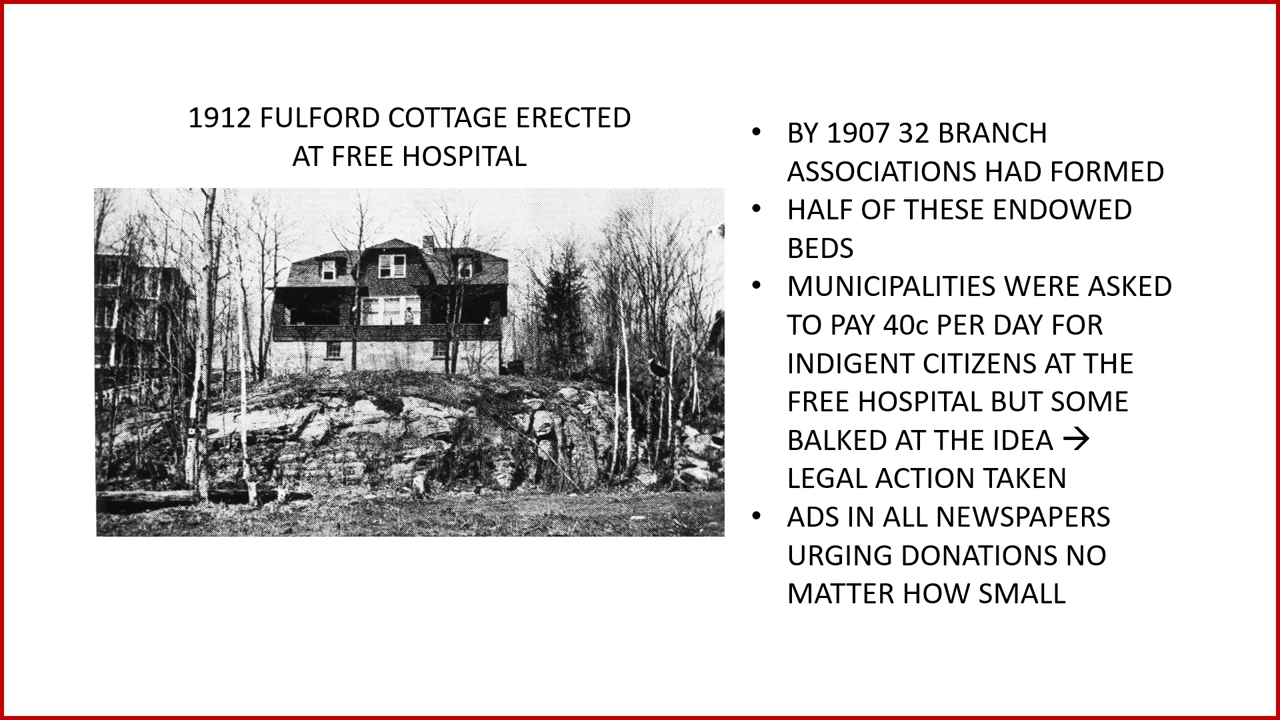 1912 FULFORD COTTAGE ERECTED
AT FREE HOSPITAL
• BY 1907 32 BRANCH
ASSOCIATIONS HAD FORMED
• HALF OF THESE ENDOWED
BEDS
• MUNICIPALITIES WERE ASKED
TO PAY 40c PER DAY FOR
INDIGENT CITIZENS AT THE
FREE HOSPITAL BUT SOME
BALKED AT THE IDEA →
LEGAL ACTION TAKEN
• ADS IN ALL NEWSPAPERS
URGING DONATIONS NO
MATTER HOW SMALL